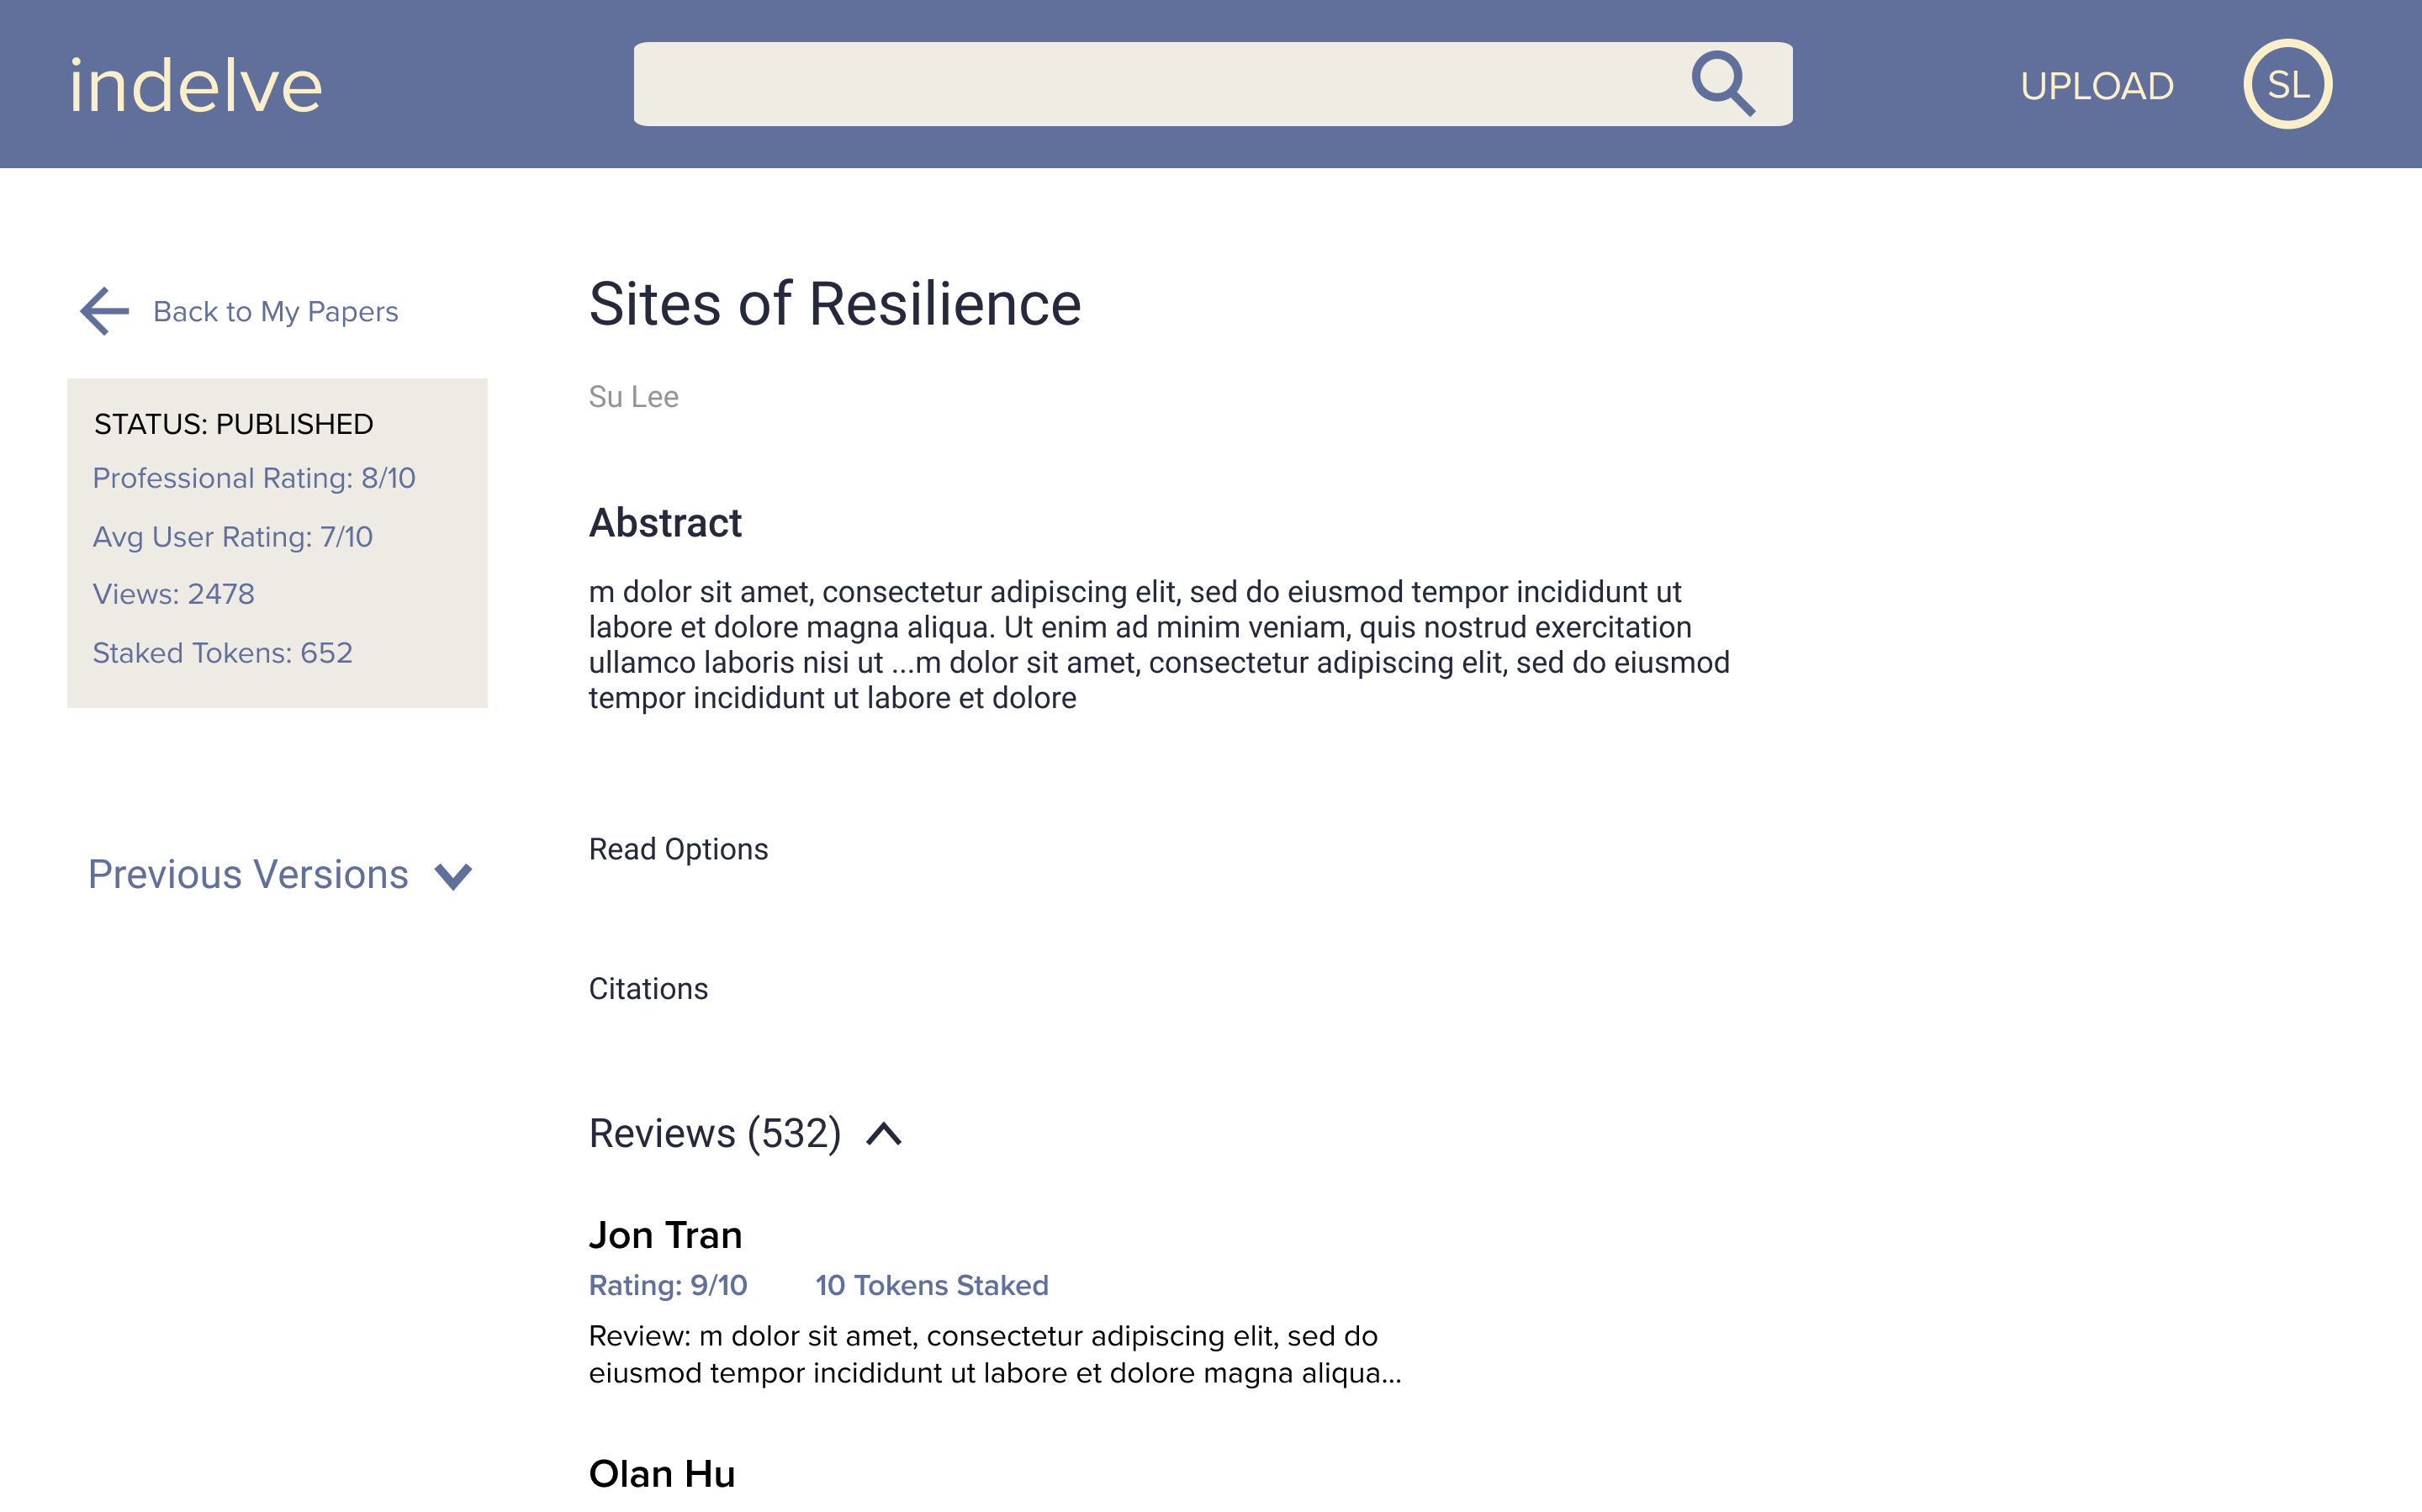 indelve
UPLOAD
SL
Back to My Papers
STATUS: PUBLISHED
Professional Rating: 8/10
Avg User Rating: 7/10
Views: 2478
Staked Tokens: 652
Previous Versions
Sites of Resilience
Su Lee
Abstract
m dolor sit amet, consectetur adipiscing elit, sed do eiusmod tempor incididunt ut
labore et dolore magna aliqua. Ut enim ad minim veniam, quis nostrud exercitation
ullamco laboris nisi ut ...m dolor sit amet, consectetur adipiscing elit, sed do eiusmod
tempor incididunt ut labore et dolore
Read Options
Citations
Reviews (532)
Jon Tran
Rating: 9/10 10 Tokens Staked
Review: m dolor sit amet, consectetur adipiscing elit, sed do
eiusmod tempor incididunt ut labore et dolore magna aliqua...
Olan Hu